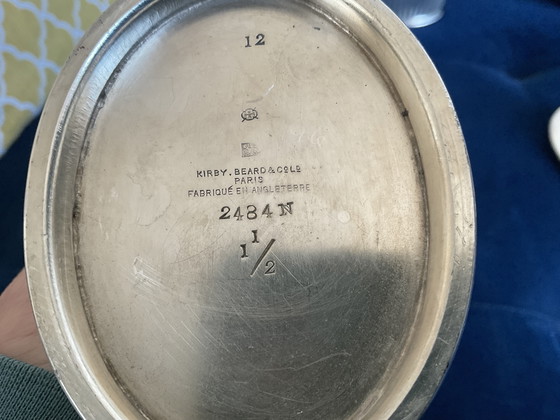 12
KIRBY, BEARD & Cº Lᴰ
PARIS
FABRIQUÉ EN ANGLETERRE
2484 N
1 1/2